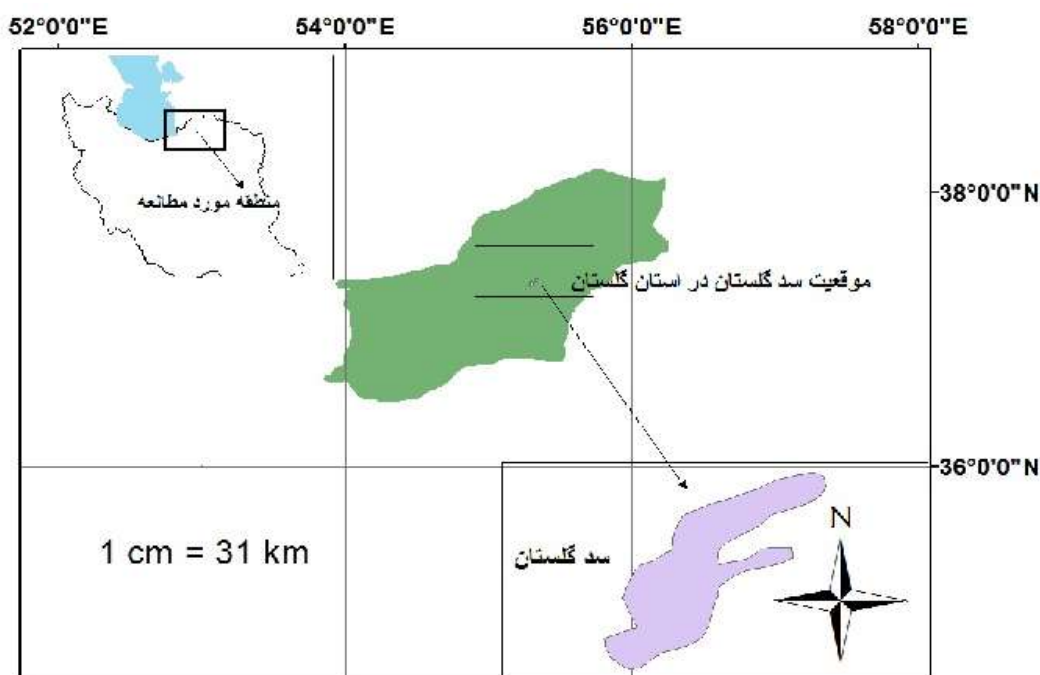 52°0'0"E 54°0'0"E 56°0'0"E 58°0'0"E
منطقه مورد مطالعه
38°0'0"N
موقعیت سد گلستان در استان گلستان
36°0'0"N
1 cm = 31 km
سد گلستان
N